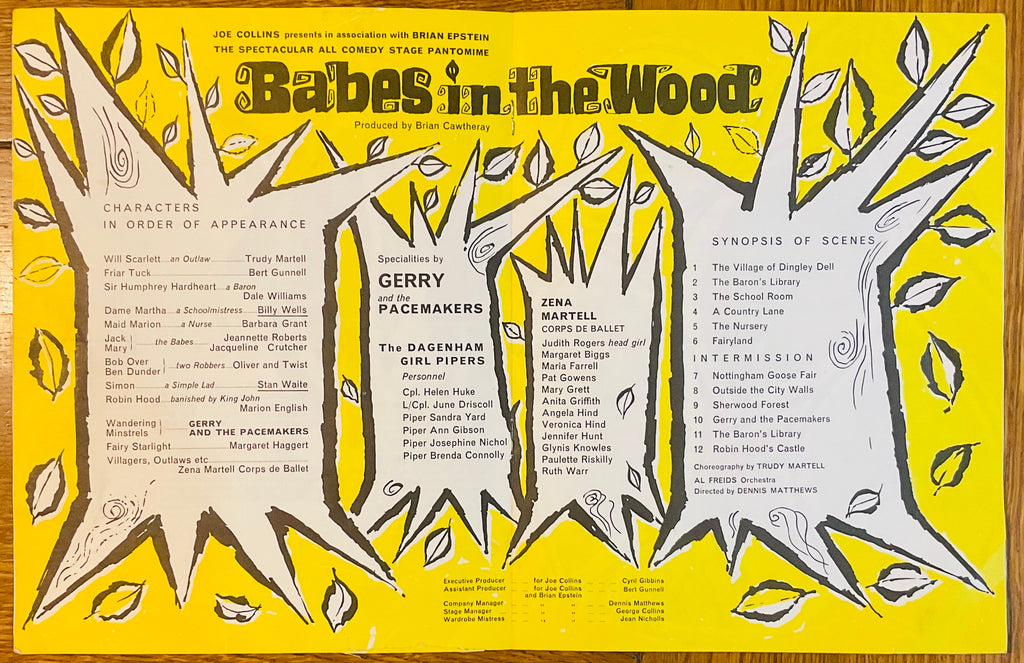 JOE COLLINS presents in association with BRIAN EPSTEIN
THE SPECTACULAR ALL COMEDY STAGE PANTOMIME
Babes in the Wood
Produced by Brian Cawtheray
CHARACTERS
IN ORDER OF APPEARANCE
Will Scarlett an Outlaw Trudy Martell
Friar Tuck Bert Gunnell
Sir Humphrey Hardheart a Baron
Dale Williams
Dame Martha a Schoolmistress Billy Wells
Maid Marion a Nurse Barbara Grant
Jack Mary the Babes Jeannette Roberts
Jacqueline Crutcher
Bob Over
Ben Dunder two Robbers Oliver and Twist
Simon a Simple Lad Stan Waite
Robin Hood banished by King John
Marion English
Wandering GERRY
Minstrels AND THE PACEMAKERS
Fairy Starlight Margaret Haggert
Villagers, Outlaws etc
Zena Martell Corps de Ballet
Specialities by
GERRY
and the
PACEMAKERS
The DAGENHAM
GIRL PIPERS
Personnel
Cpl. Helen Huke
L/Cpl. June Driscoll
Piper Sandra Yard
Piper Ann Gibson
Piper Josephine Nichol
Piper Brenda Connolly
ZENA
MARTELL
CORPS DE BALLET
Judith Rogers head girl
Margaret Biggs
Maria Farrell
Pat Gowens
Mary Grett
Anita Griffith
Angela Hind
Veronica Hind
Jennifer Hunt
Glynis Knowles
Paulette Riskilly
Ruth Warr
SYNOPSIS OF SCENES
1 The Village of Dingley Dell
2 The Baron's Library
3 The School Room
4 A Country Lane
5 The Nursery
6 Fairyland
INTERMISSION
7 Nottingham Goose Fair
8 Outside the City Walls
9 Sherwood Forest
10 Gerry and the Pacemakers
11 The Baron's Library
12 Robin Hood's Castle
Choreography by TRUDY MARTELL
AL FREIDS Orchestra
Directed by DENNIS MATTHEWS
Executive Producer for Joe Collins Cyril Gibbins
Assistant Producer for Joe Collins Bert Gunnell
and Brian Epstein
Company Manager " " Dennis Matthews
Stage Manager " " George Collins
Wardrobe Mistress " " Jean Nicholls